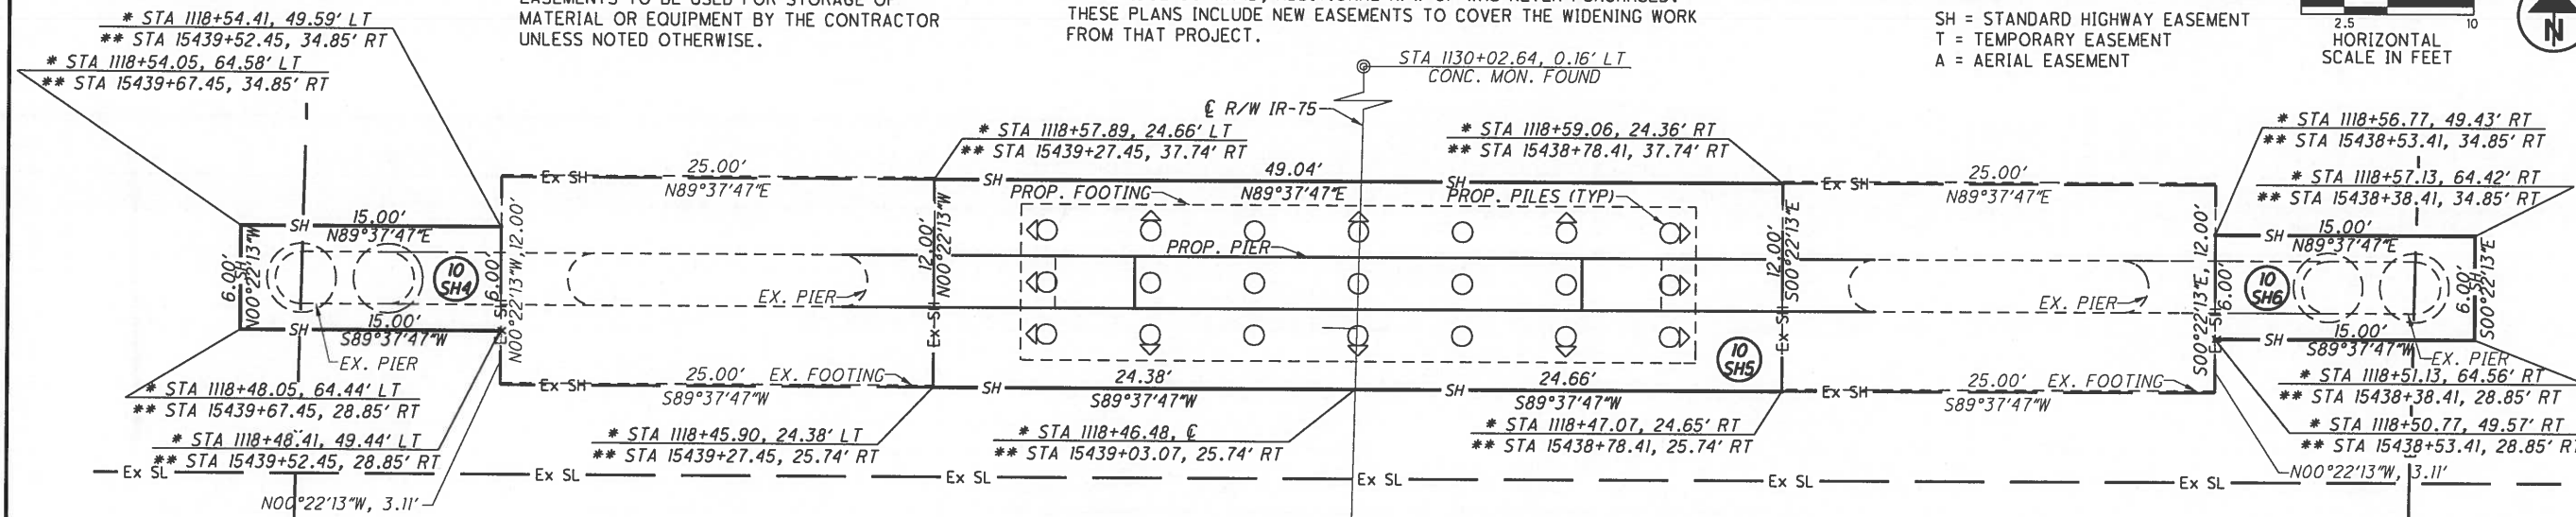 EASEMENTS TO BE USED FOR STORAGE OF
MATERIAL OR EQUIPMENT BY THE CONTRACTOR
UNLESS NOTED OTHERWISE.
THESE PLANS INCLUDE NEW EASEMENTS TO COVER THE WIDENING WORK
FROM THAT PROJECT.
SH = STANDARD HIGHWAY EASEMENT
T = TEMPORARY EASEMENT
A = AERIAL EASEMENT
2.5 10
HORIZONTAL
SCALE IN FEET
N
* STA 1118+54.41, 49.59' LT
** STA 15439+52.45, 34.85' RT
* STA 1118+54.05, 64.58' LT
** STA 15439+67.45, 34.85' RT
STA 1130+02.64, 0.16' LT
CONC. MON. FOUND
℄ R/W IR-75
* STA 1118+57.89, 24.66' LT
** STA 15439+27.45, 37.74' RT
* STA 1118+59.06, 24.36' RT
** STA 15438+78.41, 37.74' RT
* STA 1118+56.77, 49.43' RT
** STA 15438+53.41, 34.85' RT
* STA 1118+57.13, 64.42' RT
** STA 15438+38.41, 34.85' RT
Ex SH
25.00'
N89°37'47"E
SH
49.04'
N89°37'47"E
SH
Ex SH
25.00'
N89°37'47"E
PROP. FOOTING
PROP. PILES (TYP)
PROP. PIER
SH
15.00'
N89°37'47"E
6.00'
SH
N00°22'13"W
10
SH4
6.00'
Ex SH
N00°22'13"W, 12.00'
SH
15.00'
S89°37'47"W
EX. PIER
EX. PIER
12.00'
Ex SH
N00°22'13"W
12.00'
Ex SH
S00°22'13"E
10
SH5
EX. PIER
S00°22'13"E, 12.00'
Ex SH
6.00'
SH
15.00'
N89°37'47"E
10
SH6
6.00'
SH
S00°22'13"E
SH
15.00'
S89°37'47"W
EX. PIER
Ex SH
25.00'
S89°37'47"W
EX. FOOTING
SH
24.38'
S89°37'47"W
SH
24.66'
S89°37'47"W
Ex SH
25.00'
S89°37'47"W
EX. FOOTING
* STA 1118+48.05, 64.44' LT
** STA 15439+67.45, 28.85' RT
* STA 1118+48.41, 49.44' LT
** STA 15439+52.45, 28.85' RT
* STA 1118+45.90, 24.38' LT
** STA 15439+27.45, 25.74' RT
* STA 1118+46.48, ℄
** STA 15439+03.07, 25.74' RT
* STA 1118+47.07, 24.65' RT
** STA 15438+78.41, 25.74' RT
* STA 1118+51.13, 64.56' RT
** STA 15438+38.41, 28.85' RT
* STA 1118+50.77, 49.57' RT
** STA 15438+53.41, 28.85' RT
Ex SL
Ex SL
Ex SL
Ex SL
Ex SL
Ex SL
N00°22'13"W, 3.11'
N00°22'13"W, 3.11'